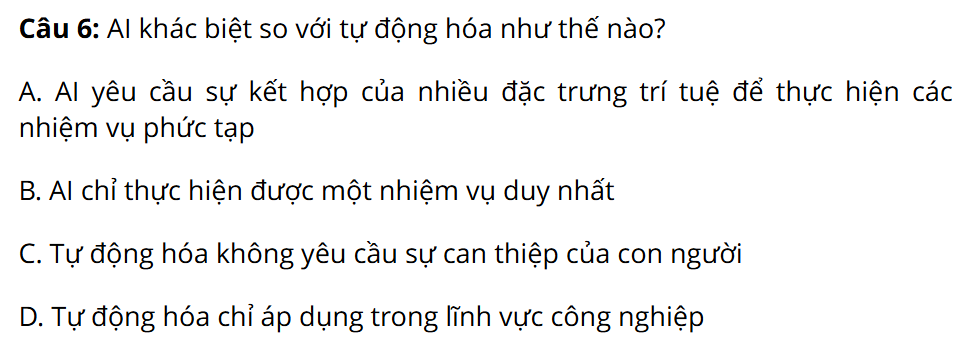 Câu 6: AI khác biệt so với tự động hóa như thế nào?
A. AI yêu cầu sự kết hợp của nhiều đặc trưng trí tuệ để thực hiện các
nhiệm vụ phức tạp
B. AI chỉ thực hiện được một nhiệm vụ duy nhất
C. Tự động hóa không yêu cầu sự can thiệp của con người
D. Tự động hóa chỉ áp dụng trong lĩnh vực công nghiệp